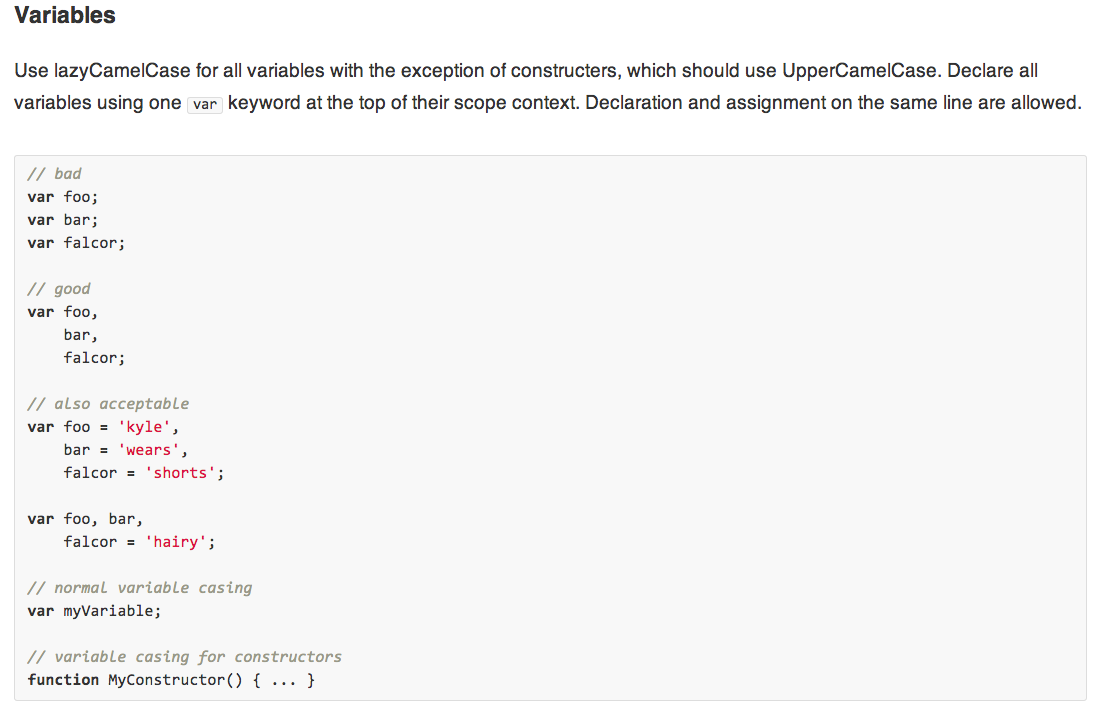 Variables
Use lazyCamelCase for all variables with the exception of constructers, which should use UpperCamelCase. Declare all
variables using one var keyword at the top of their scope context. Declaration and assignment on the same line are allowed.
// bad
var foo;
var bar;
var falcor;
// good
var foo,
    bar,
    falcor;
// also acceptable
var foo = 'kyle',
    bar = 'wears',
    falcor = 'shorts';
var foo, bar,
    falcor = 'hairy';
// normal variable casing
var myVariable;
// variable casing for constructors
function MyConstructor() { ... }